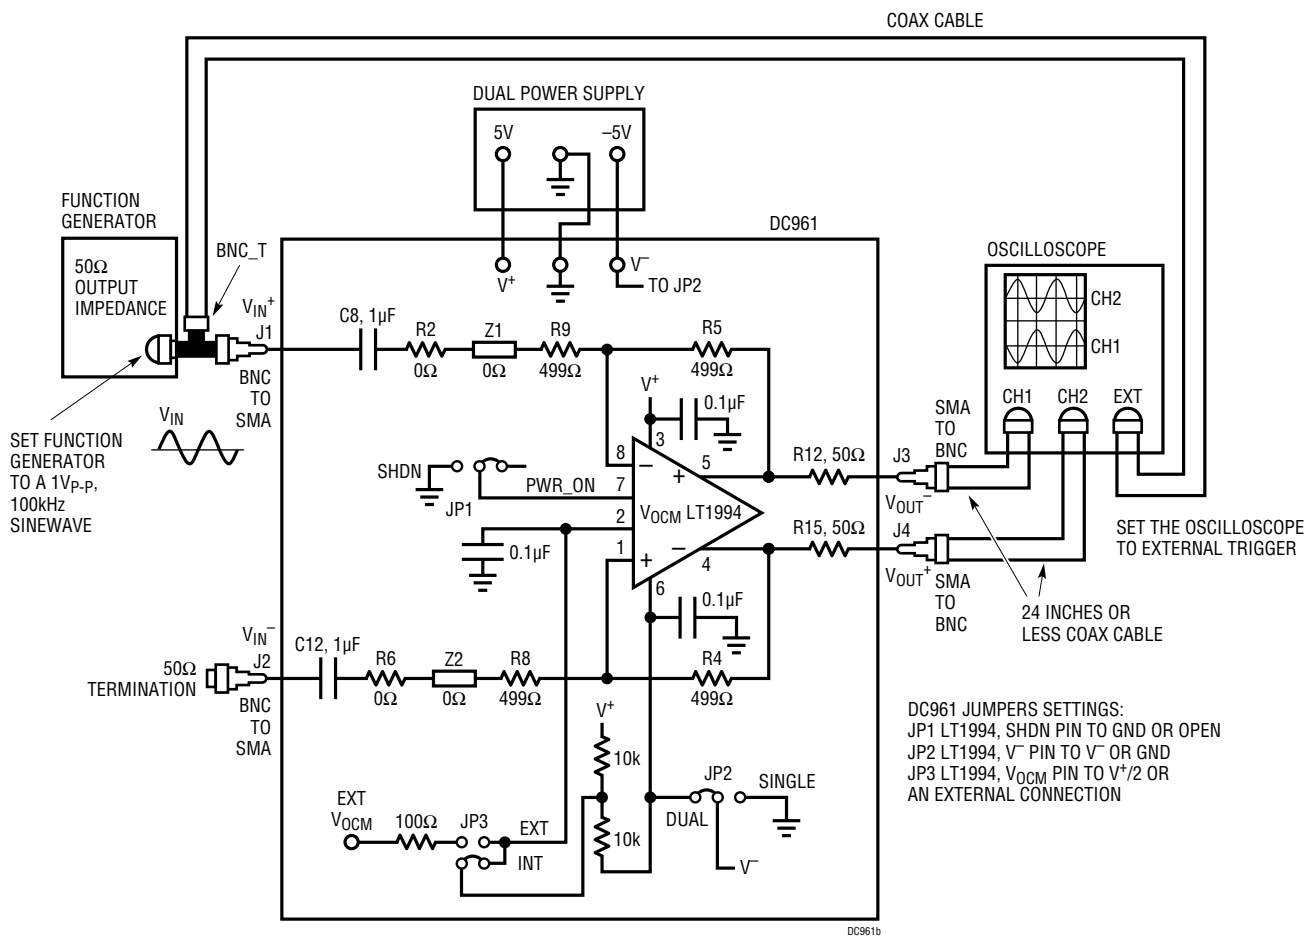 COAX CABLE
DUAL POWER SUPPLY
5V
–5V
FUNCTION
GENERATOR
50Ω
OUTPUT
IMPEDANCE
BNC_T
DC961
V+
V–
TO JP2
OSCILLOSCOPE
CH2
CH1
CH1
CH2
EXT
VIN+
J1
BNC
TO
SMA
C8, 1µF
R2
0Ω
Z1
0Ω
R9
499Ω
R5
499Ω
VIN
SET FUNCTION
GENERATOR
TO A 1VP-P,
100kHz
SINEWAVE
V+
0.1µF
3
8
–
5
+
SHDN
JP1
PWR_ON
7
2
VOCM LT1994
1
+
–
4
6
0.1µF
0.1µF
R12, 50Ω
J3
VOUT–
SMA
TO
BNC
R15, 50Ω
J4
VOUT+
SMA
TO
BNC
SET THE OSCILLOSCOPE
TO EXTERNAL TRIGGER
24 INCHES OR
LESS COAX CABLE
VIN–
J2
50Ω
TERMINATION
BNC
TO
SMA
C12, 1µF
R6
0Ω
Z2
0Ω
R8
499Ω
R4
499Ω
V+
10k
10k
JP2
DUAL
SINGLE
V–
EXT
VOCM
100Ω
JP3
EXT
INT
DC961 JUMPERS SETTINGS:
JP1 LT1994, SHDN PIN TO GND OR OPEN
JP2 LT1994, V– PIN TO V– OR GND
JP3 LT1994, VOCM PIN TO V+/2 OR
AN EXTERNAL CONNECTION
DC961b